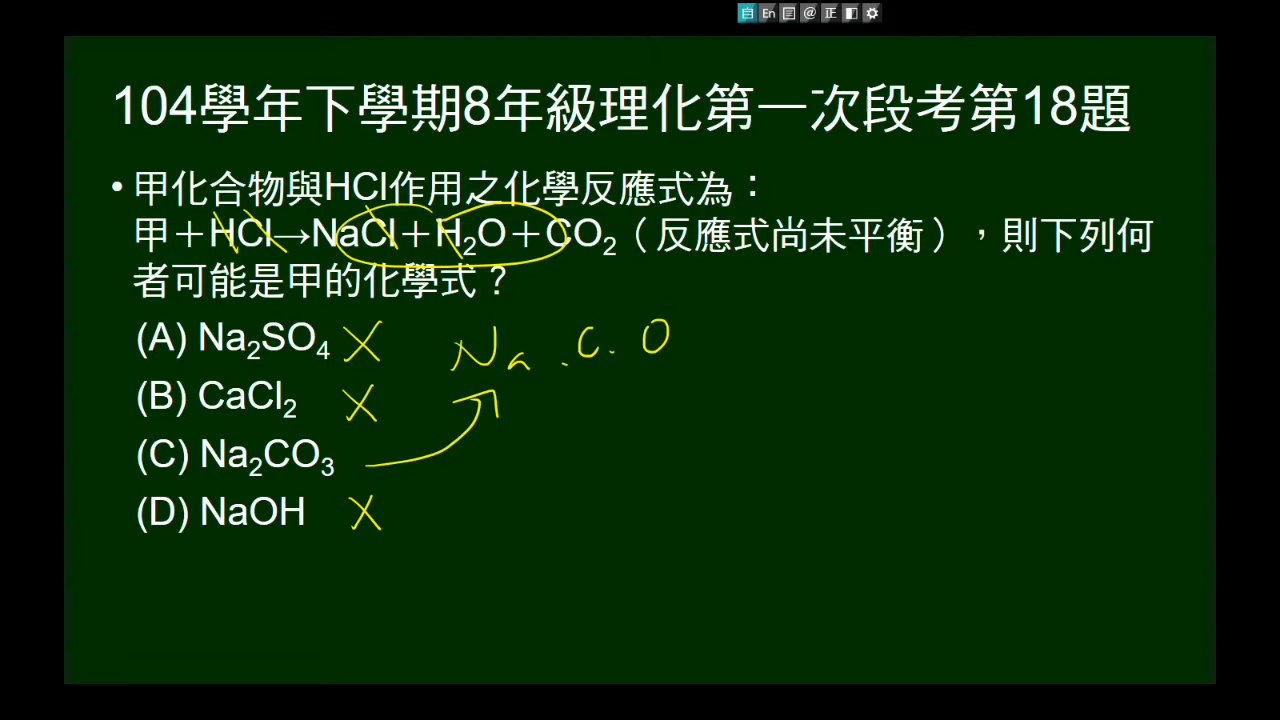 En @ 正
104學年下學期8年級理化第一次段考第18題
• 甲化合物與HCl作用之化學反應式為：
甲＋HCl→NaCl＋H₂O＋CO₂（反應式尚未平衡），則下列何
者可能是甲的化學式？
(A) Na₂SO₄ X
Na . C . O
(B) CaCl₂ X
(C) Na₂CO₃
(D) NaOH X